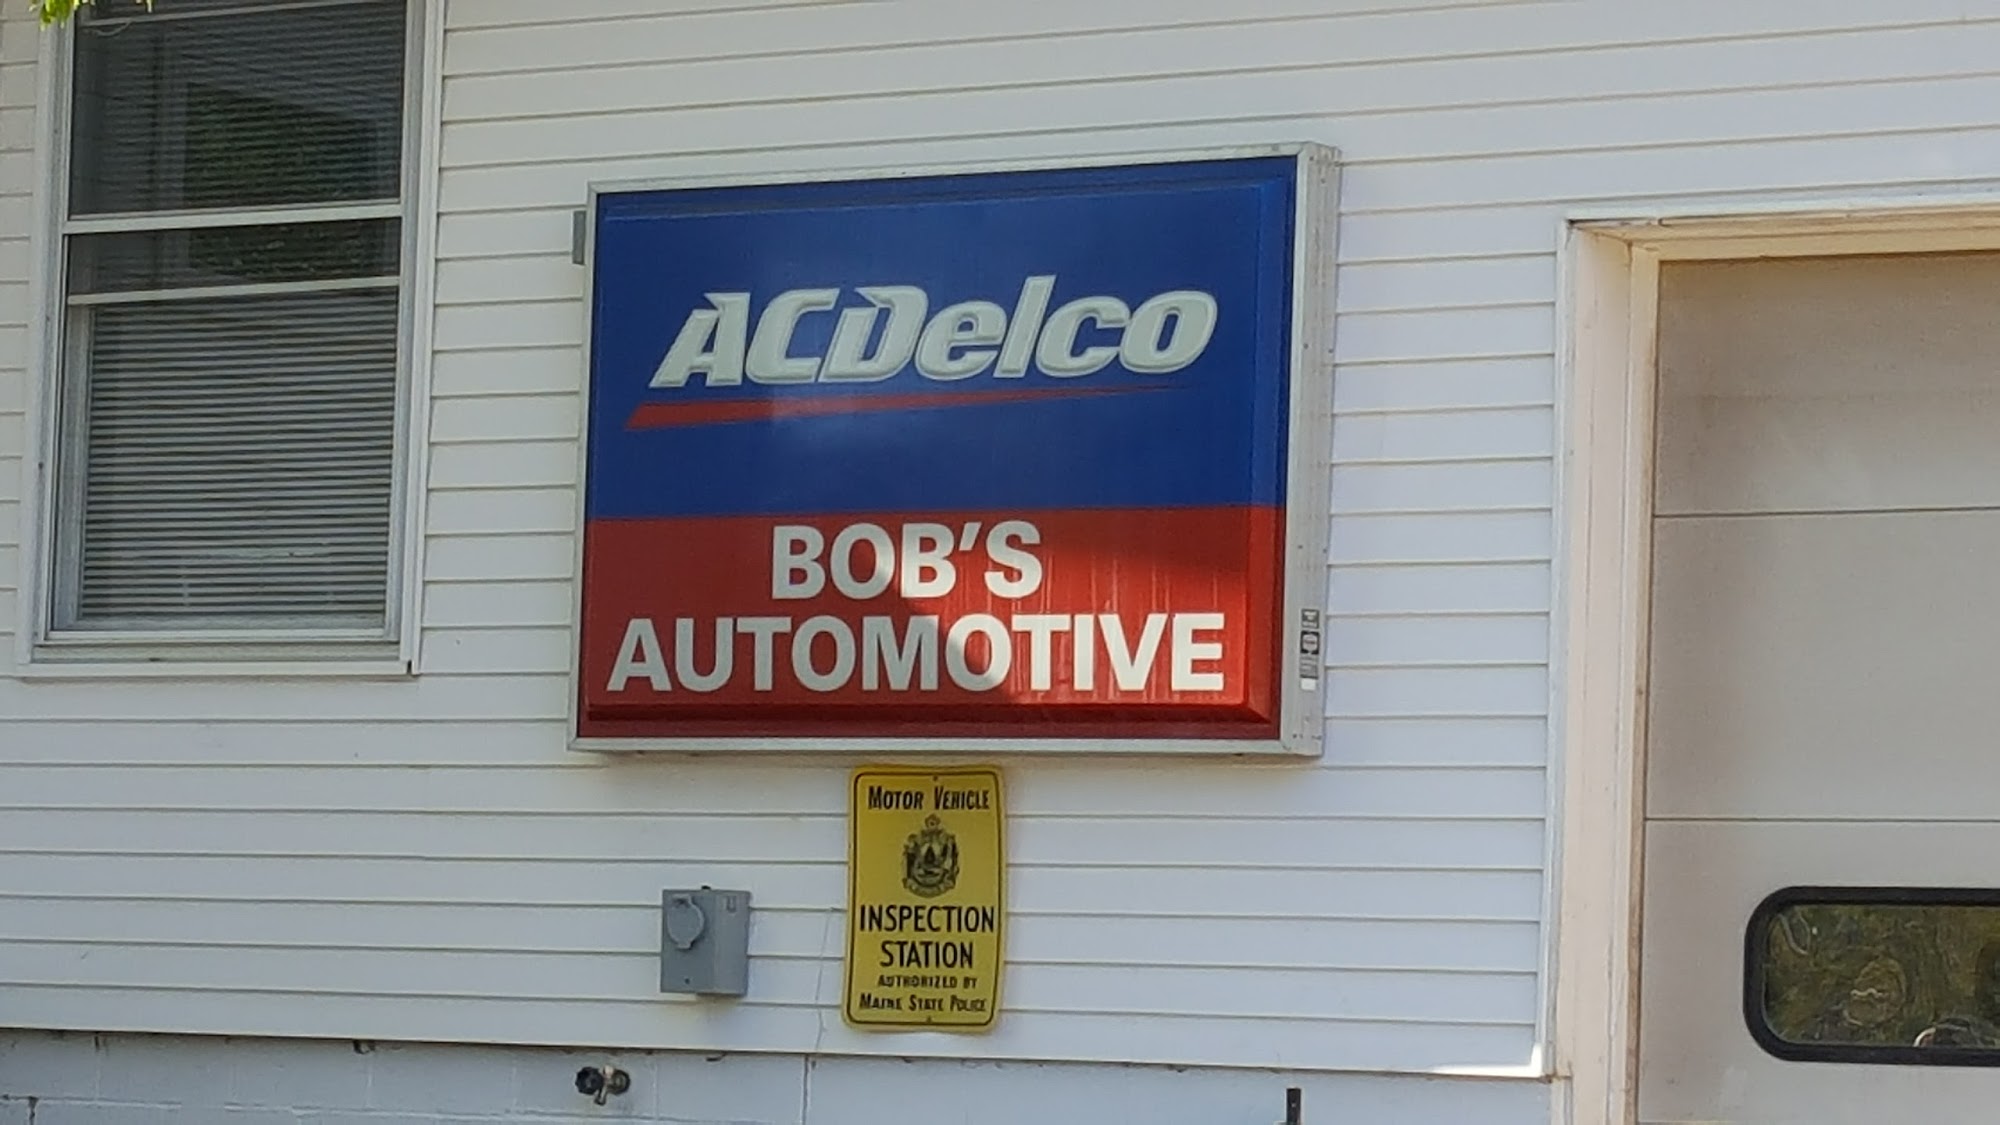 ACDelco
BOB'S
AUTOMOTIVE
MOTOR VEHICLE
INSPECTION
STATION
AUTHORIZED BY
MAINE STATE POLICE